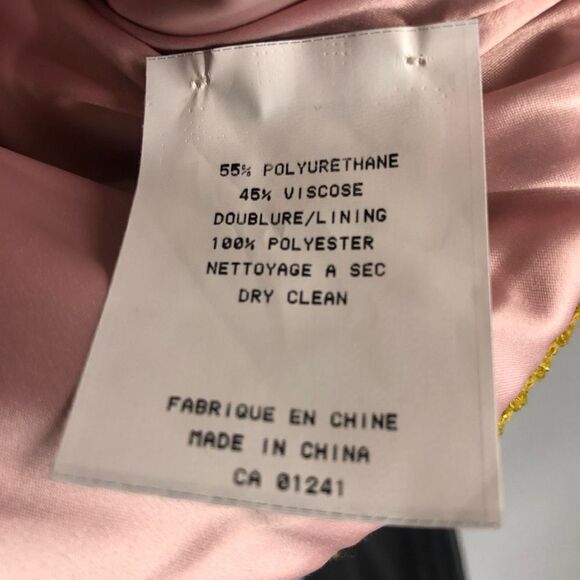 55% POLYURETHANE
45% VISCOSE
DOUBLURE/LINING
100% POLYESTER
NETTOYAGE A SEC
DRY CLEAN
FABRIQUE EN CHINE
MADE IN CHINA
CA 01241